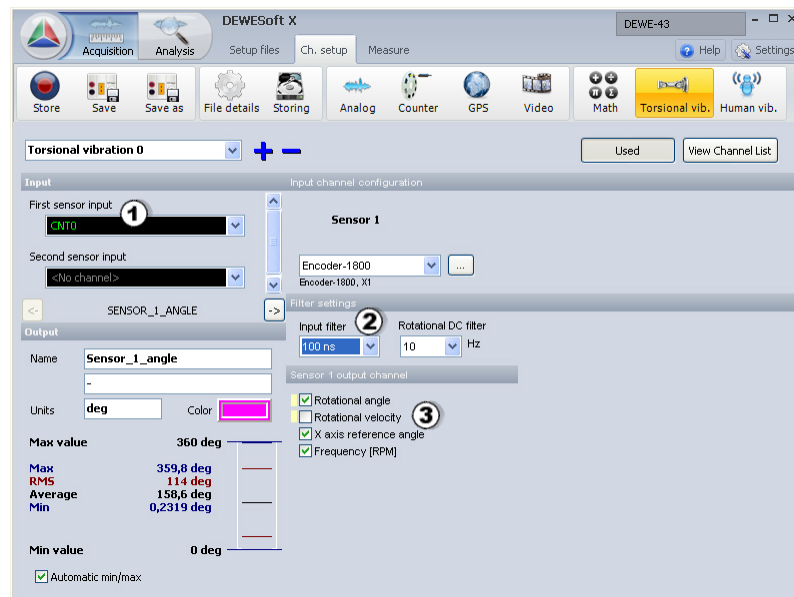 DEWESoft X
DEWE-43
Acquisition
Analysis
Setup files
Ch. setup
Measure
Help
Settings
Store
Save
Save as
File details
Storing
Analog
Counter
GPS
Video
Math
Torsional vib.
Human vib.
Torsional vibration 0
Used
View Channel List
Input
First sensor input
1
CNT0
Second sensor input
<No channel>
<-
SENSOR_1_ANGLE
->
Output
Name
Sensor_1_angle
-
Units
deg
Color
Max value
360 deg
Max
359,8 deg
RMS
114 deg
Average
158,6 deg
Min
0,2319 deg
Min value
0 deg
Automatic min/max
Input channel configuration
Sensor 1
Encoder-1800
...
Encoder-1800, X1
Filter settings
Input filter
2
Rotational DC filter
100 ns
10
Hz
Sensor 1 output channel
Rotational angle
Rotational velocity
3
X axis reference angle
Frequency [RPM]